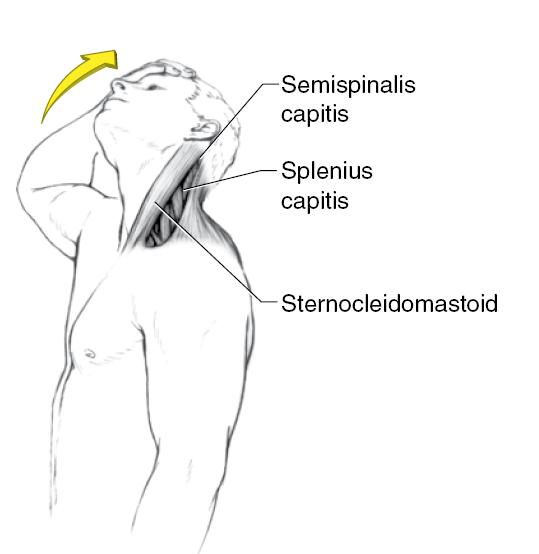 Semispinalis
capitis
Splenius
capitis
Sternocleidomastoid